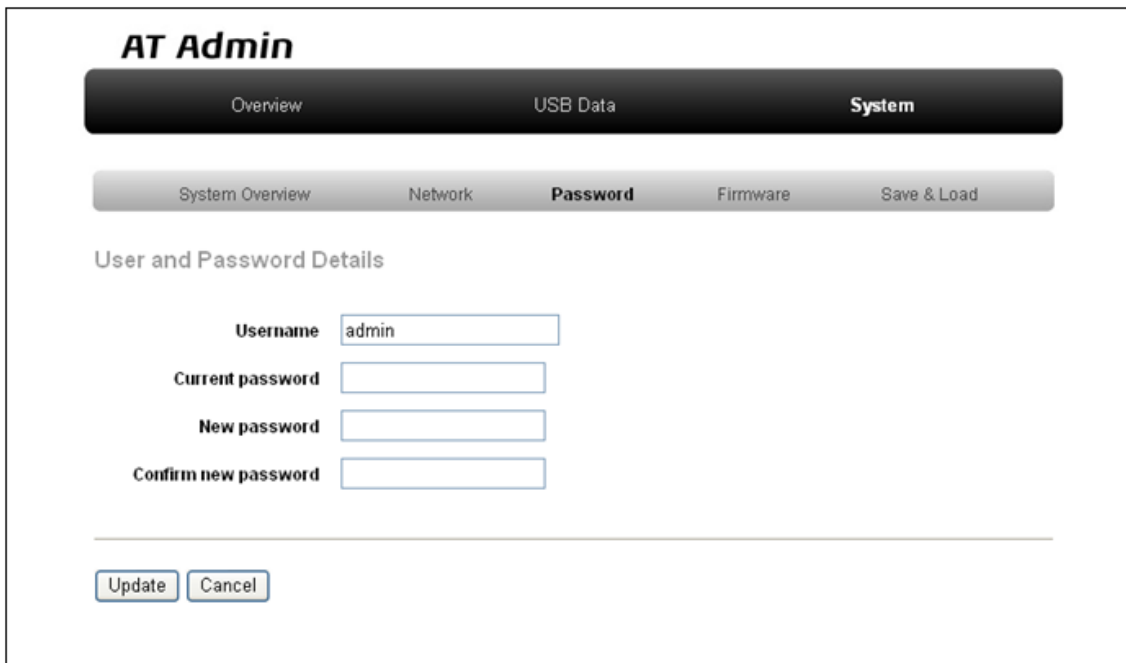 AT Admin
Overview USB Data System
System Overview Network Password Firmware Save & Load
User and Password Details
Username admin
Current password
New password
Confirm new password
Update Cancel